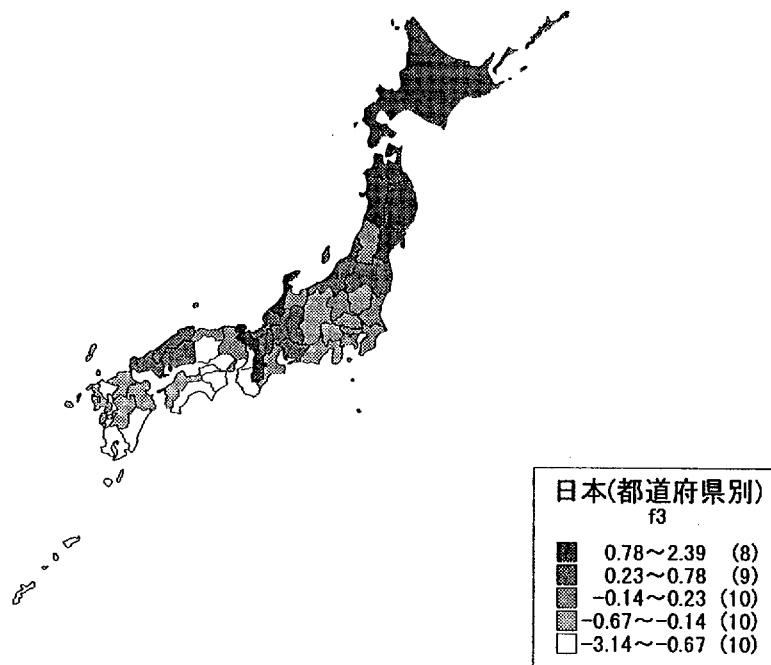 日本(都道府県別)
f3
0.78～2.39 (8)
0.23～0.78 (9)
-0.14～0.23 (10)
-0.67～-0.14 (10)
-3.14～-0.67 (10)